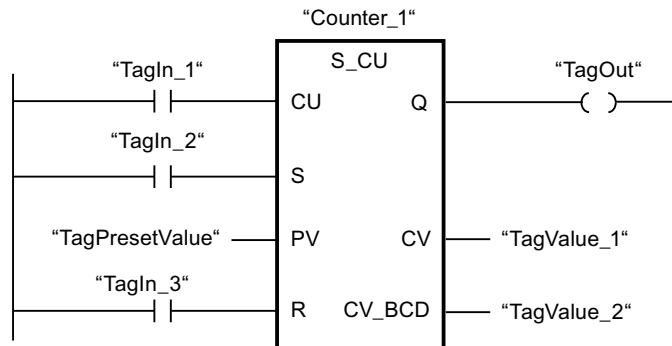 “Counter_1“
S_CU
“TagIn_1“
“TagOut“
CU
Q
“TagIn_2“
S
“TagPresetValue“
PV
CV
“TagValue_1“
“TagIn_3“
R
CV_BCD
“TagValue_2“